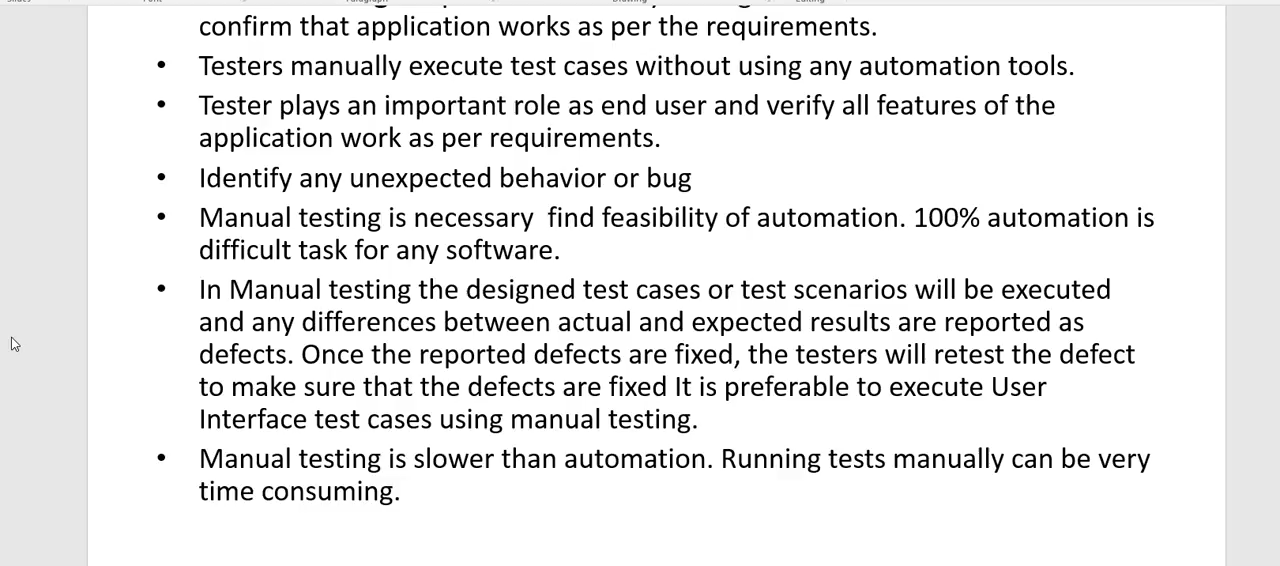 confirm that application works as per the requirements.
• Testers manually execute test cases without using any automation tools.
• Tester plays an important role as end user and verify all features of the
application work as per requirements.
• Identify any unexpected behavior or bug
• Manual testing is necessary  find feasibility of automation. 100% automation is
difficult task for any software.
• In Manual testing the designed test cases or test scenarios will be executed
and any differences between actual and expected results are reported as
defects. Once the reported defects are fixed, the testers will retest the defect
to make sure that the defects are fixed It is preferable to execute User
Interface test cases using manual testing.
• Manual testing is slower than automation. Running tests manually can be very
time consuming.